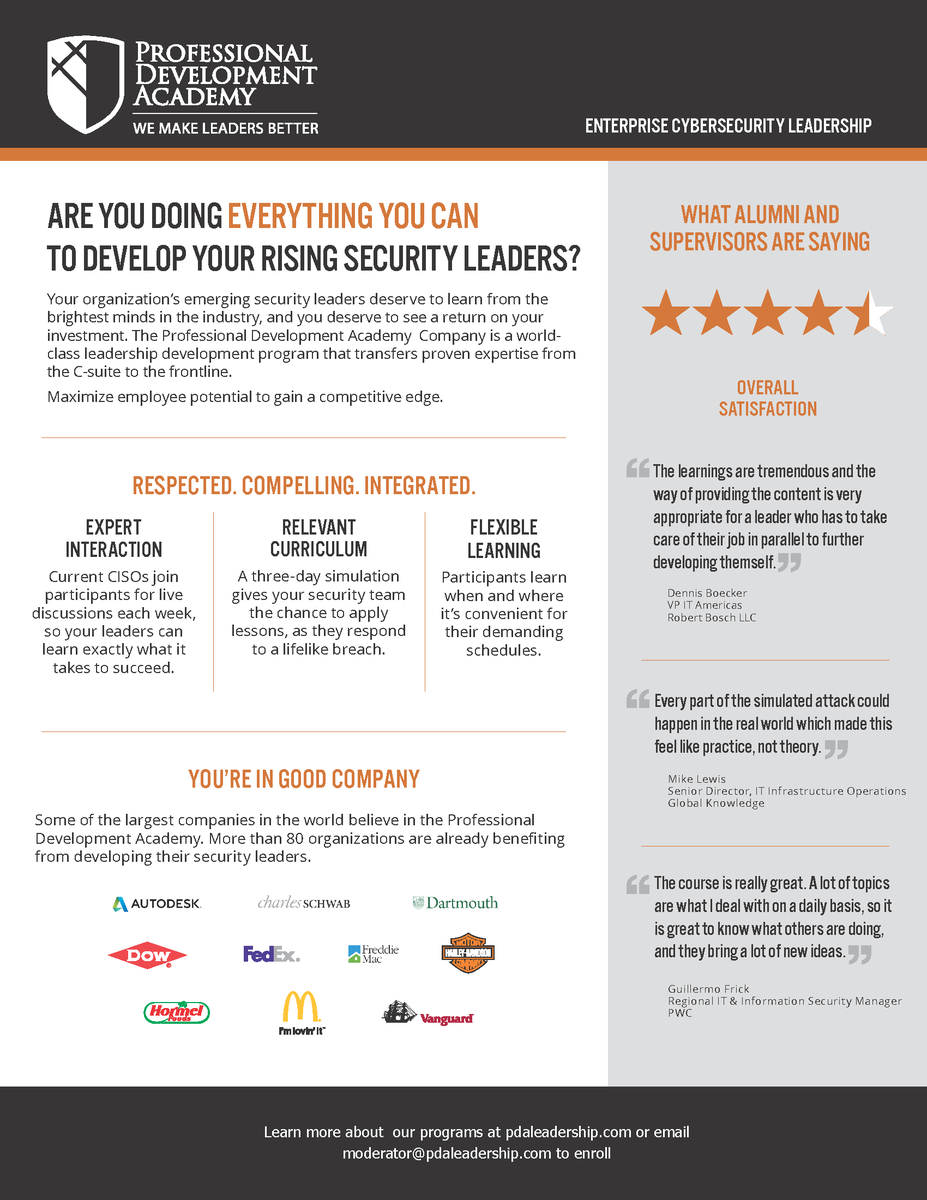 PROFESSIONAL
DEVELOPMENT
ACADEMY
WE MAKE LEADERS BETTER
ENTERPRISE CYBERSECURITY LEADERSHIP
ARE YOU DOING EVERYTHING YOU CAN
TO DEVELOP YOUR RISING SECURITY LEADERS?
Your organization's emerging security leaders deserve to learn from the
brightest minds in the industry, and you deserve to see a return on your
investment. The Professional Development Academy  Company is a world-
class leadership development program that transfers proven expertise from
the C-suite to the frontline.
Maximize employee potential to gain a competitive edge.
RESPECTED. COMPELLING. INTEGRATED.
EXPERT
INTERACTION
Current CISOs join
participants for live
discussions each week,
so your leaders can
learn exactly what it
takes to succeed.
RELEVANT
CURRICULUM
A three-day simulation
gives your security team
the chance to apply
lessons, as they respond
to a lifelike breach.
FLEXIBLE
LEARNING
Participants learn
when and where
it's convenient for
their demanding
schedules.
YOU'RE IN GOOD COMPANY
Some of the largest companies in the world believe in the Professional
Development Academy. More than 80 organizations are already benefiting
from developing their security leaders.
AUTODESK.
charles SCHWAB
Dartmouth
Dow
FedEx.
Freddie
Mac
MOTOR
HARLEY-DAVIDSON
COMPANY
Hormel
Foods
i'm lovin' it™
Vanguard
WHAT ALUMNI AND
SUPERVISORS ARE SAYING
OVERALL
SATISFACTION
“The learnings are tremendous and the
way of providing the content is very
appropriate for a leader who has to take
care of their job in parallel to further
developing themself.”
Dennis Boecker
VP IT Americas
Robert Bosch LLC
“Every part of the simulated attack could
happen in the real world which made this
feel like practice, not theory.”
Mike Lewis
Senior Director, IT Infrastructure Operations
Global Knowledge
“The course is really great. A lot of topics
are what I deal with on a daily basis, so it
is great to know what others are doing,
and they bring a lot of new ideas.”
Guillermo Frick
Regional IT & Information Security Manager
PWC
Learn more about  our programs at pdaleadership.com or email
moderator@pdaleadership.com to enroll